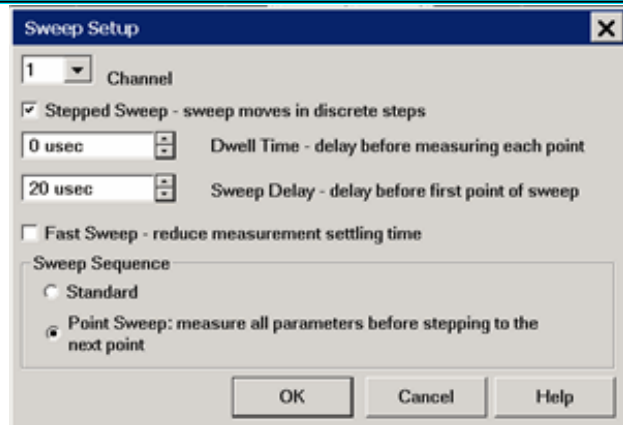 Sweep Setup
1
Channel
Stepped Sweep - sweep moves in discrete steps
0 usec
Dwell Time - delay before measuring each point
20 usec
Sweep Delay - delay before first point of sweep
Fast Sweep - reduce measurement settling time
Sweep Sequence
Standard
Point Sweep: measure all parameters before stepping to the
next point
OK
Cancel
Help